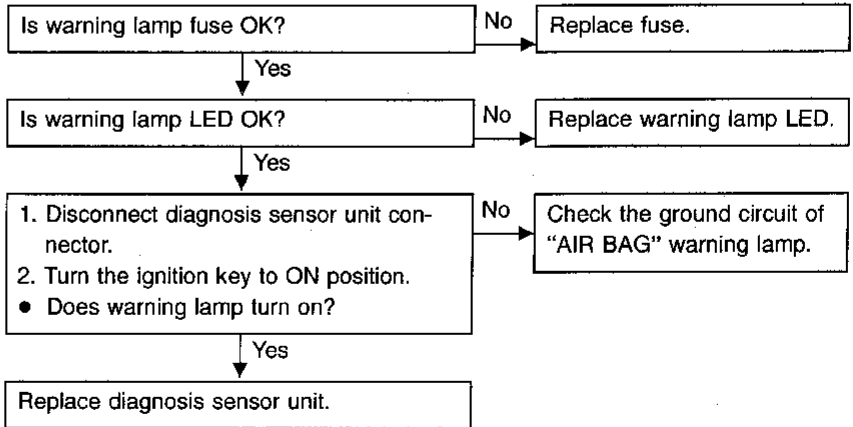 Is warning lamp fuse OK?
No
Replace fuse.
Yes
Is warning lamp LED OK?
No
Replace warning lamp LED.
Yes
1. Disconnect diagnosis sensor unit con-
nector.
2. Turn the ignition key to ON position.
● Does warning lamp turn on?
No
Check the ground circuit of
“AIR BAG” warning lamp.
Yes
Replace diagnosis sensor unit.